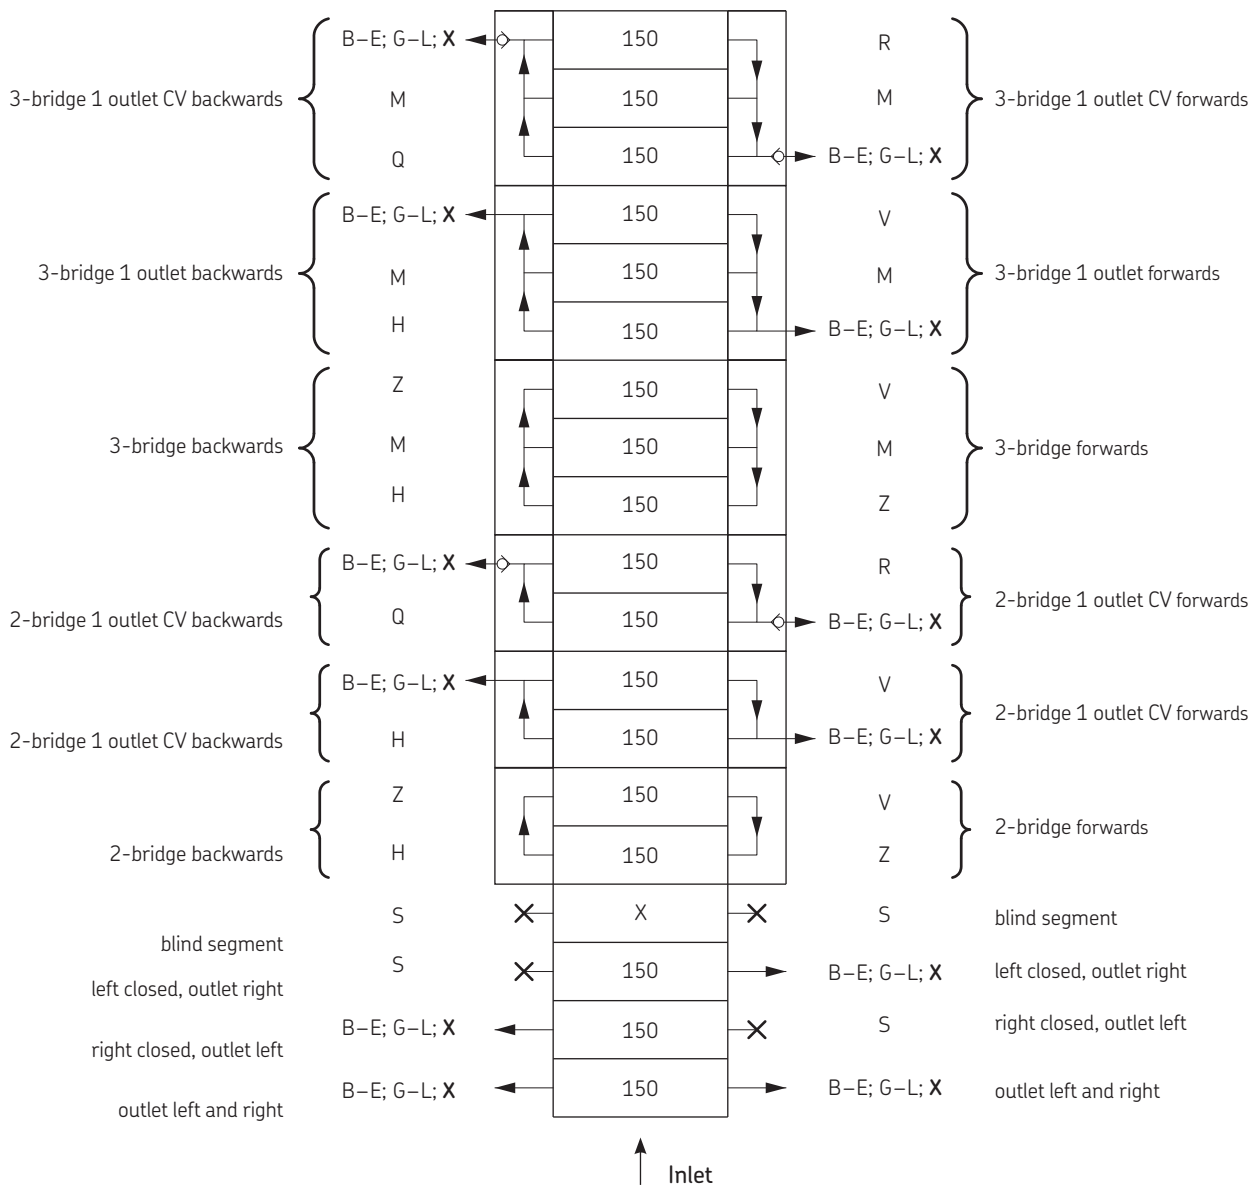 B–E; G–L; X 150 R
3-bridge 1 outlet CV backwards M 150 M 3-bridge 1 outlet CV forwards
Q 150 B–E; G–L; X
B–E; G–L; X 150 V
3-bridge 1 outlet backwards M 150 M 3-bridge 1 outlet forwards
H 150 B–E; G–L; X
Z 150 V
3-bridge backwards M 150 M 3-bridge forwards
H 150 Z
B–E; G–L; X 150 R
2-bridge 1 outlet CV forwards
2-bridge 1 outlet CV backwards Q 150 B–E; G–L; X
B–E; G–L; X 150 V
2-bridge 1 outlet CV forwards
2-bridge 1 outlet CV backwards H 150 B–E; G–L; X
Z 150 V
2-bridge forwards
2-bridge backwards H 150 Z
S X S blind segment
blind segment
S 150 B–E; G–L; X left closed, outlet right
left closed, outlet right
B–E; G–L; X 150 S right closed, outlet left
right closed, outlet left
B–E; G–L; X 150 B–E; G–L; X outlet left and right
outlet left and right
Inlet